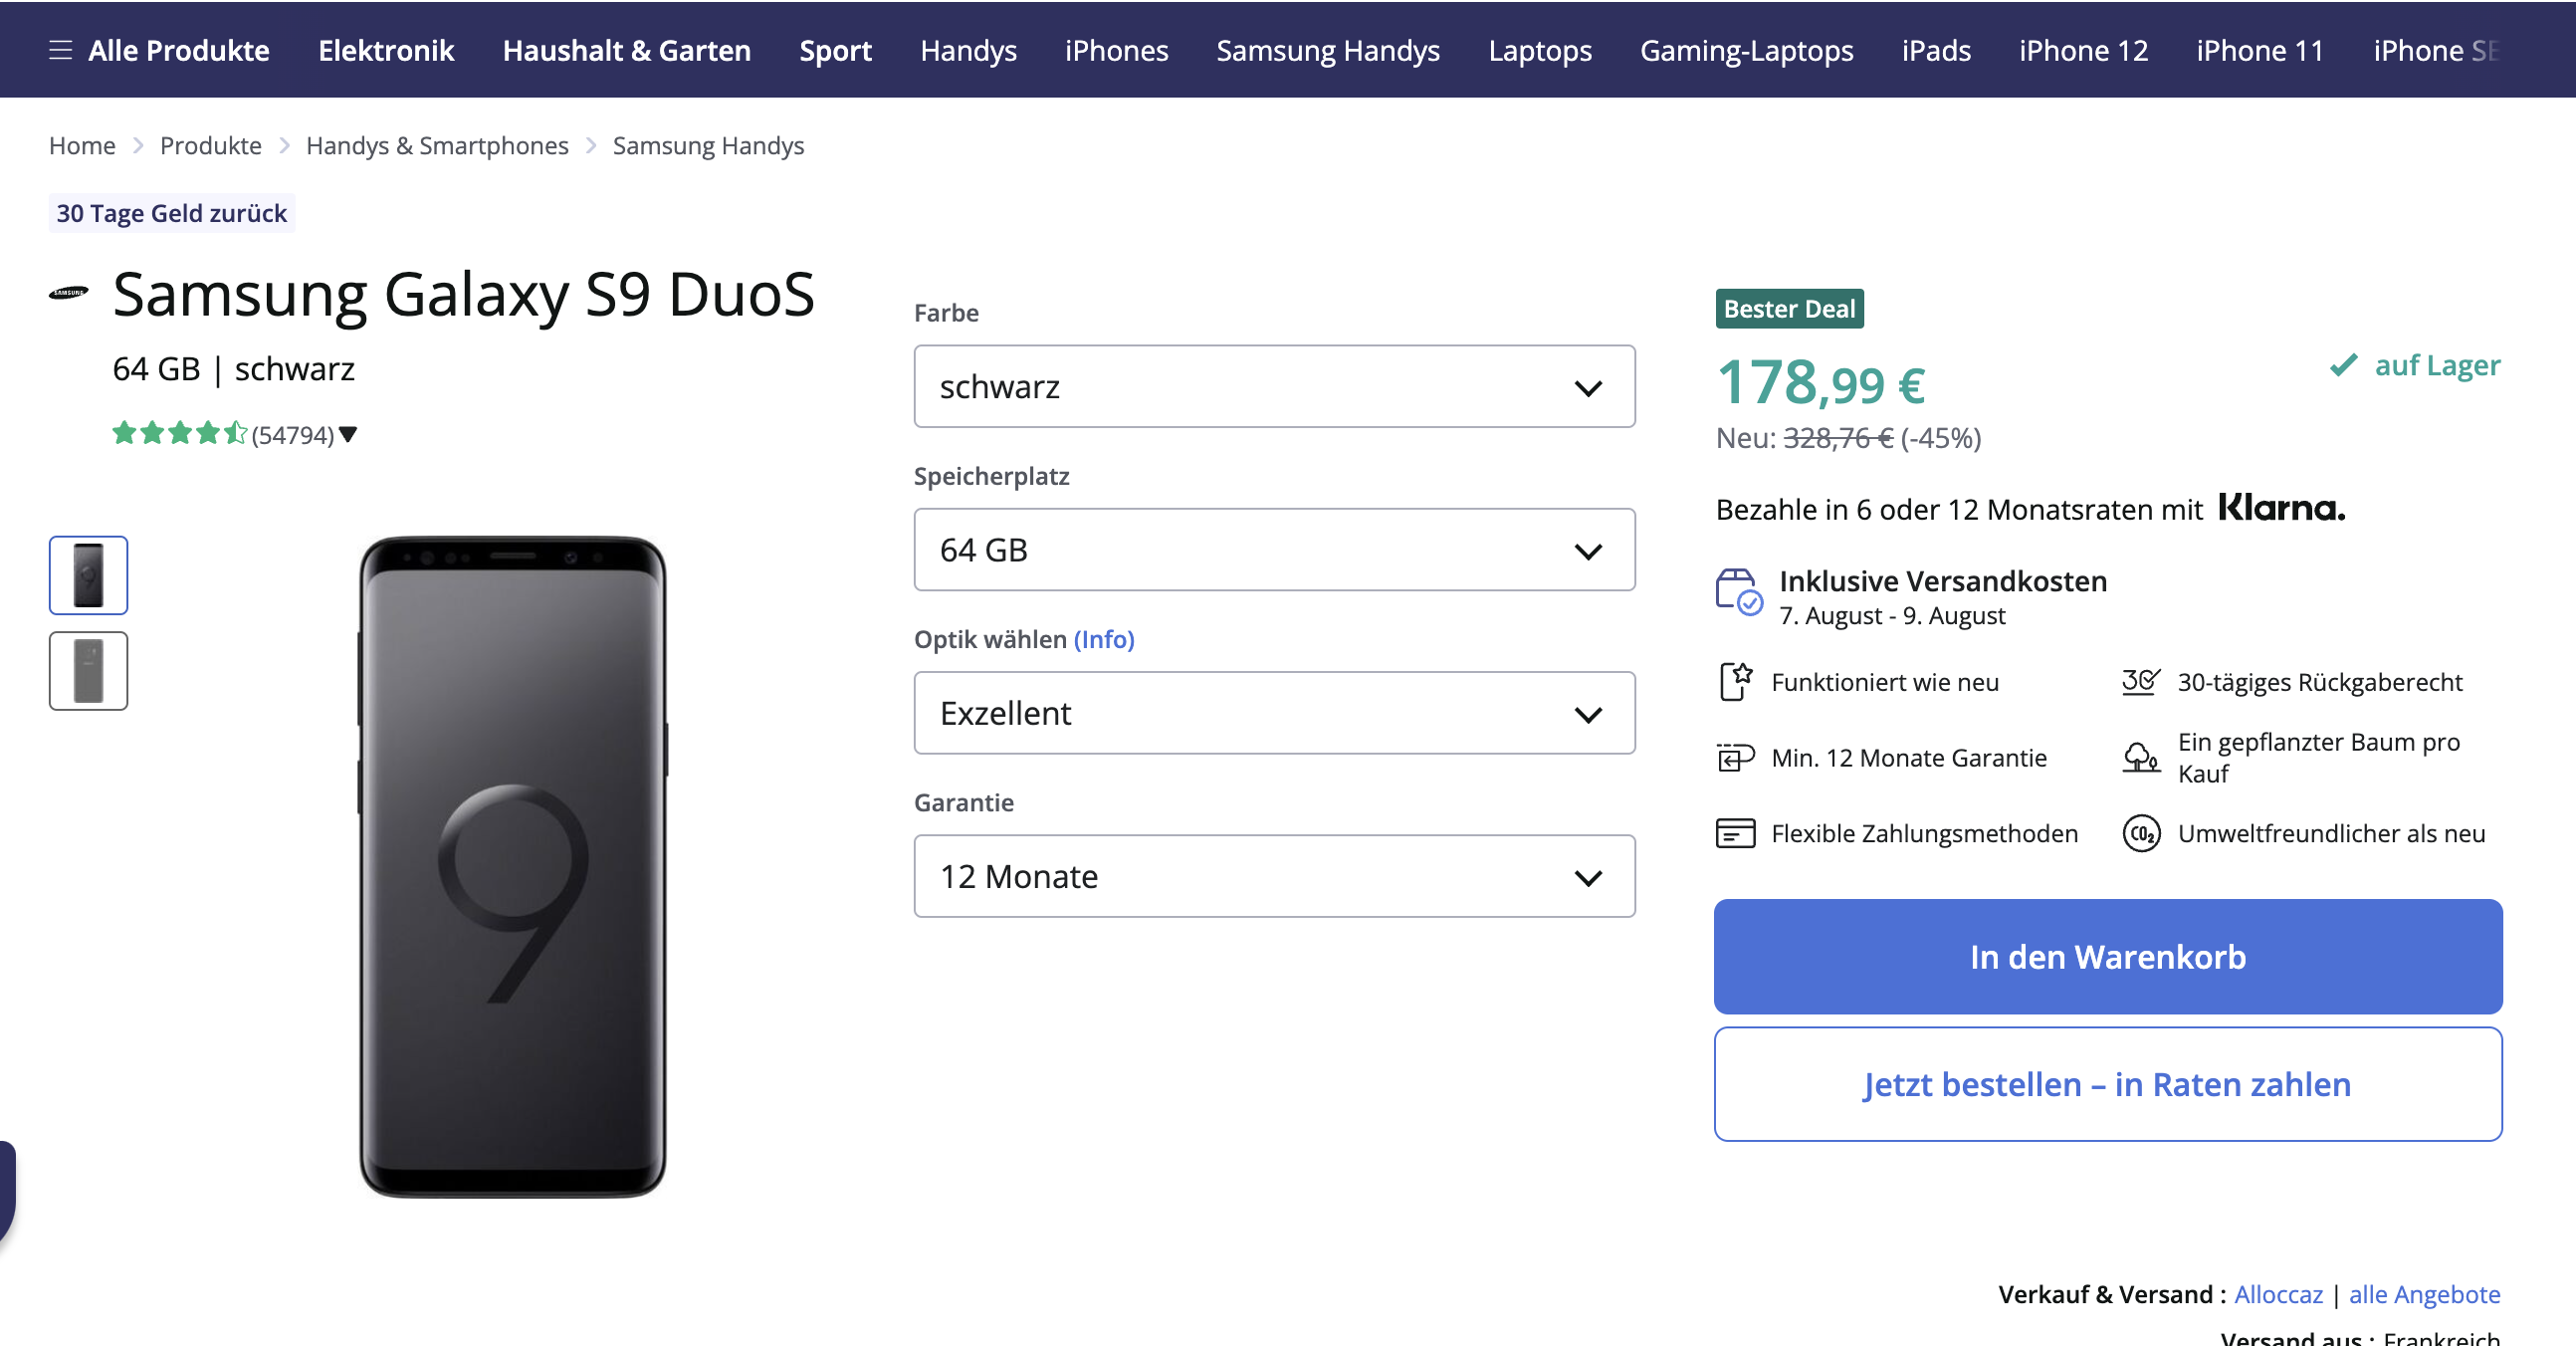 Alle Produkte Elektronik Haushalt & Garten Sport Handys iPhones Samsung Handys Laptops Gaming-Laptops iPads iPhone 12 iPhone 11 iPhone SE
Home Produkte Handys & Smartphones Samsung Handys
30 Tage Geld zurück
SAMSUNG
Samsung Galaxy S9 DuoS
64 GB | schwarz
(54794)
9
Farbe
schwarz
Speicherplatz
64 GB
Optik wählen (Info)
Exzellent
Garantie
12 Monate
Bester Deal
178,99 €
auf Lager
Neu: 328,76 € (-45%)
Bezahle in 6 oder 12 Monatsraten mit Klarna.
Inklusive Versandkosten
7. August - 9. August
Funktioniert wie neu
30 30-tägiges Rückgaberecht
Min. 12 Monate Garantie
Ein gepflanzter Baum pro
Kauf
Flexible Zahlungsmethoden
CO2 Umweltfreundlicher als neu
In den Warenkorb
Jetzt bestellen – in Raten zahlen
Verkauf & Versand : Alloccaz | alle Angebote
Versand aus : Frankreich